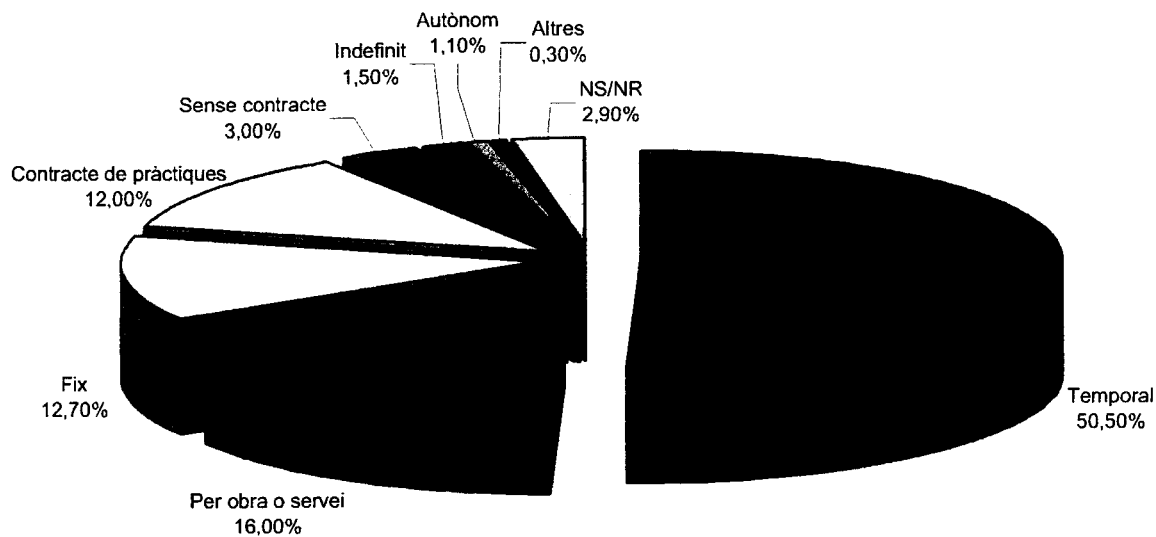 Autònom
1,10%
Altres
0,30%
Indefinit
1,50%
NS/NR
2,90%
Sense contracte
3,00%
Contracte de pràctiques
12,00%
Fix
12,70%
Temporal
50,50%
Per obra o servei
16,00%